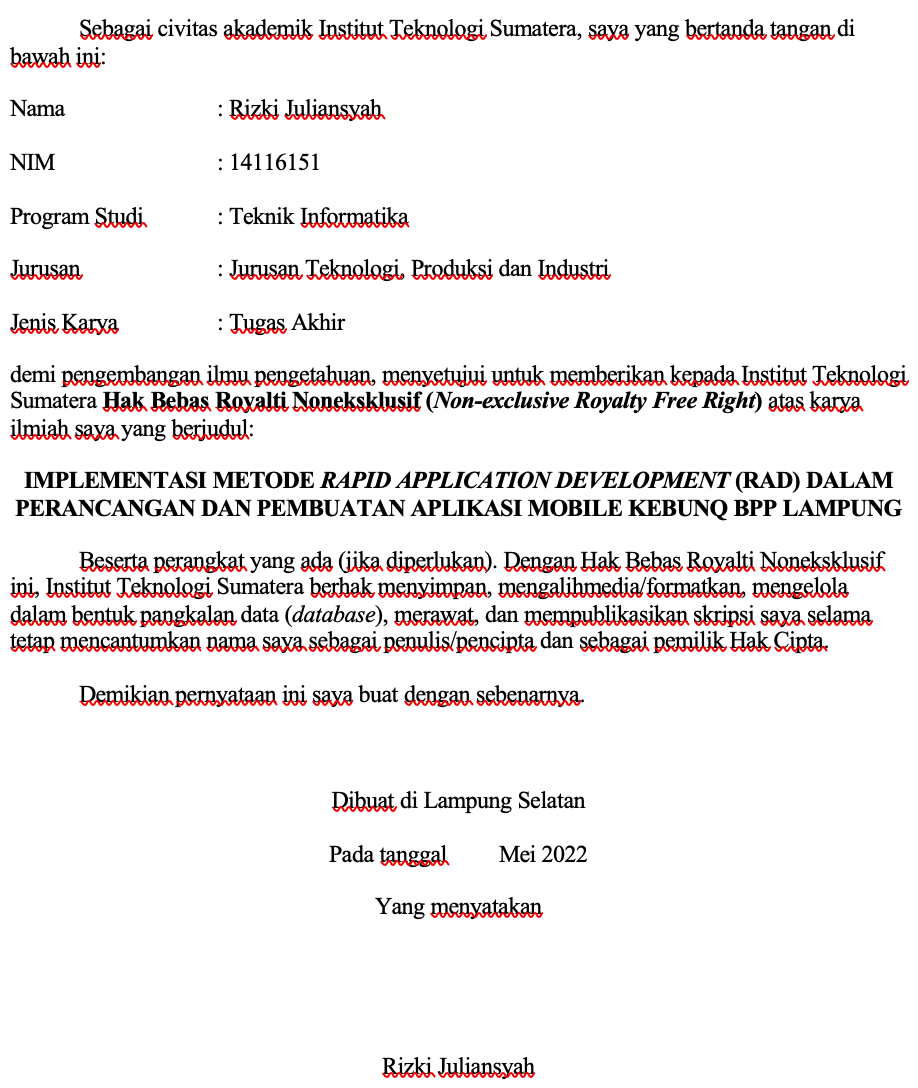 Sebagai civitas akademik Institut Teknologi Sumatera, saya yang bertanda tangan di
bawah ini:
Nama : Rizki Juliansyah
NIM : 14116151
Program Studi : Teknik Informatika
Jurusan : Jurusan Teknologi, Produksi dan Industri
Jenis Karya : Tugas Akhir
demi pengembangan ilmu pengetahuan, menyetujui untuk memberikan kepada Institut Teknologi
Sumatera Hak Bebas Royalti Noneksklusif (Non-exclusive Royalty Free Right) atas karya
ilmiah saya yang berjudul:
IMPLEMENTASI METODE RAPID APPLICATION DEVELOPMENT (RAD) DALAM
PERANCANGAN DAN PEMBUATAN APLIKASI MOBILE KEBUNQ BPP LAMPUNG
Beserta perangkat yang ada (jika diperlukan). Dengan Hak Bebas Royalti Noneksklusif
ini, Institut Teknologi Sumatera berhak menyimpan, mengalihmedia/formatkan, mengelola
dalam bentuk pangkalan data (database), merawat, dan mempublikasikan skripsi saya selama
tetap mencantumkan nama saya sebagai penulis/pencipta dan sebagai pemilik Hak Cipta.
Demikian pernyataan ini saya buat dengan sebenarnya.
Dibuat di Lampung Selatan
Pada tanggal Mei 2022
Yang menyatakan
Rizki Juliansyah